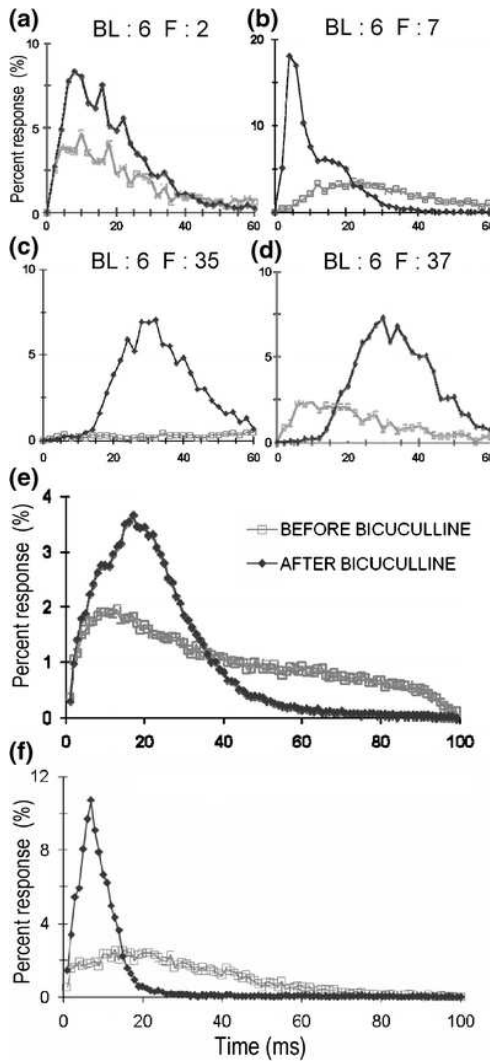 (a) BL : 6 F : 2
(b) BL : 6 F : 7
Percent response (%)
10
5
0
0 20 40 60
20
15
10
5
0
0 20 40 60
(c) BL : 6 F : 35
(d) BL : 6 F : 37
10
5
0
0 20 40 60
10
5
0
0 20 40 60
(e)
Percent response (%)
4
3
2
1
0
0 20 40 60 80 100
BEFORE BICUCULLINE
AFTER BICUCULLINE
(f)
Percent response (%)
12
8
4
0
0 20 40 60 80 100
Time (ms)